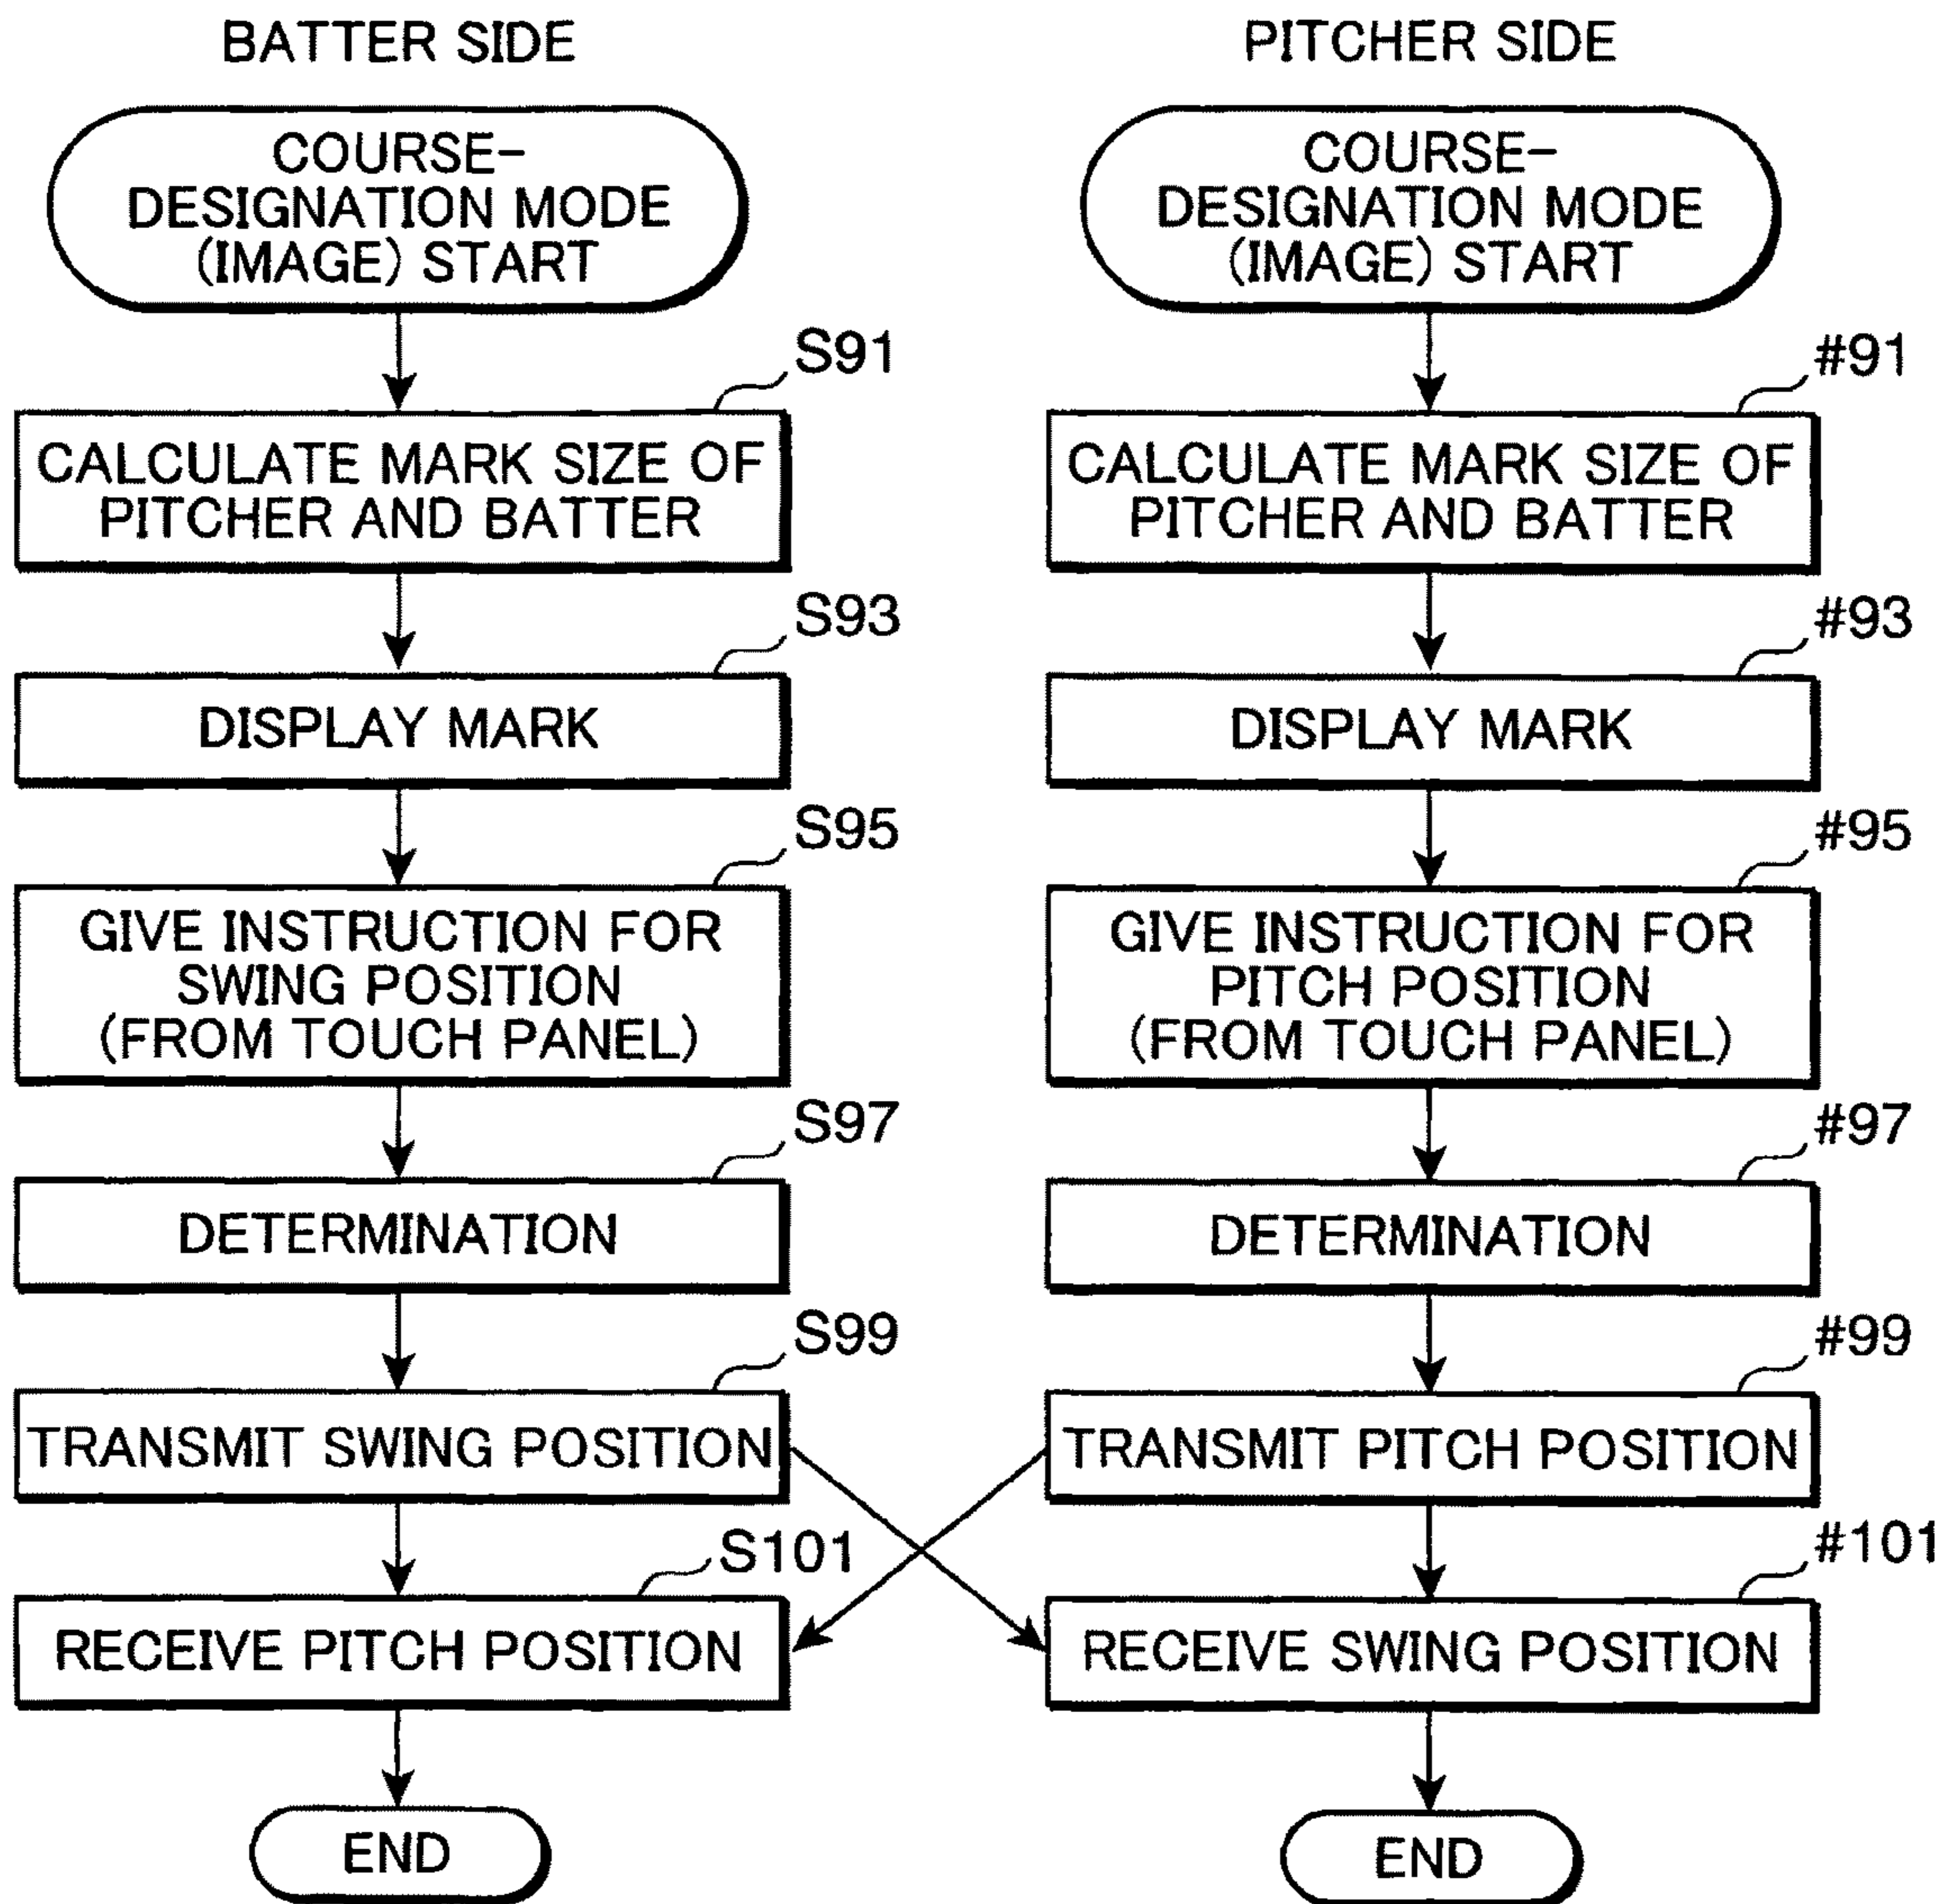 BATTER SIDE
COURSE-
DESIGNATION MODE
(IMAGE) START
S91
CALCULATE MARK SIZE OF
PITCHER AND BATTER
S93
DISPLAY MARK
S95
GIVE INSTRUCTION FOR
SWING POSITION
(FROM TOUCH PANEL)
S97
DETERMINATION
S99
TRANSMIT SWING POSITION
S101
RECEIVE PITCH POSITION
END
PITCHER SIDE
COURSE-
DESIGNATION MODE
(IMAGE) START
#91
CALCULATE MARK SIZE OF
PITCHER AND BATTER
#93
DISPLAY MARK
#95
GIVE INSTRUCTION FOR
PITCH POSITION
(FROM TOUCH PANEL)
#97
DETERMINATION
#99
TRANSMIT PITCH POSITION
#101
RECEIVE SWING POSITION
END